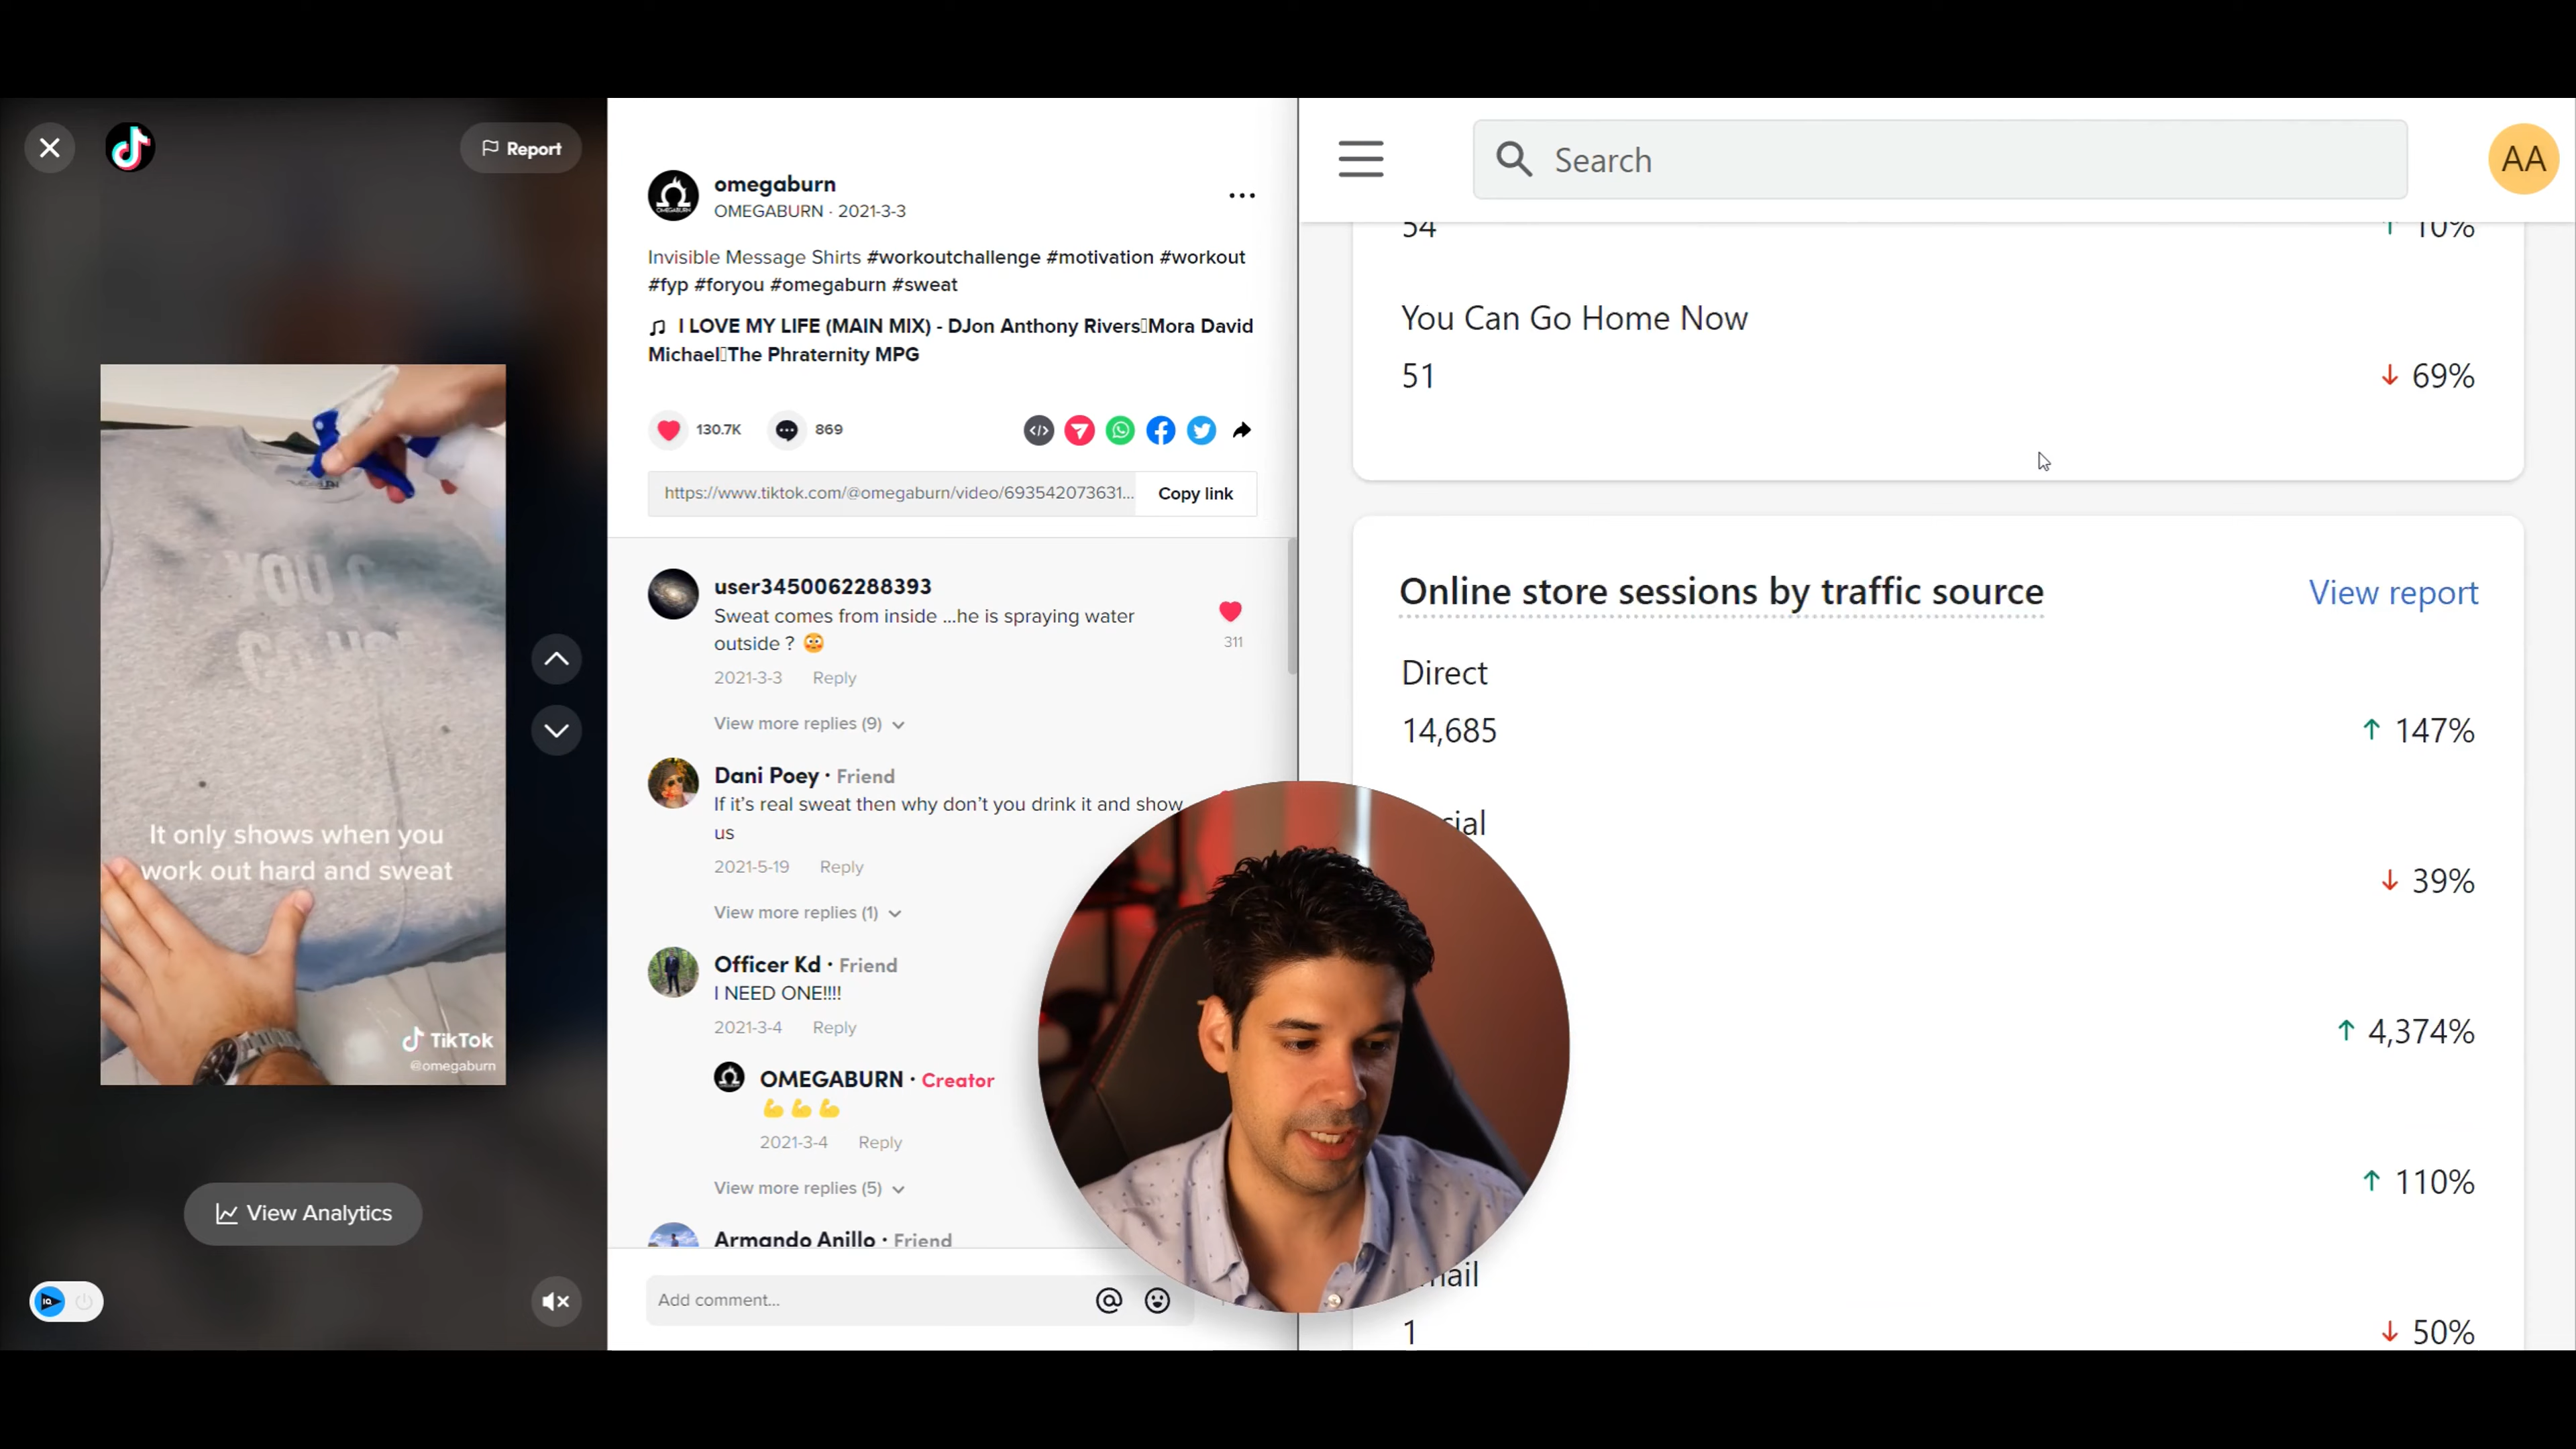 Report
YOU C
GO HOM
It only shows when you
work out hard and sweat
TikTok
@omegaburn
View Analytics
omegaburn
OMEGABURN · 2021-3-3
Invisible Message Shirts #workoutchallenge #motivation #workout
#fyp #foryou #omegaburn #sweat
I LOVE MY LIFE (MAIN MIX) - DJon Anthony Rivers▯Mora David
Michael▯The Phraternity MPG
130.7K 869
https://www.tiktok.com/@omegaburn/video/693542073631... Copy link
user3450062288393
Sweat comes from inside ...he is spraying water
outside ? 😳
311
2021-3-3 Reply
View more replies (9)
Dani Poey · Friend
If it's real sweat then why don't you drink it and show
us
2021-5-19 Reply
View more replies (1)
Officer Kd · Friend
I NEED ONE!!!!
2021-3-4 Reply
OMEGABURN · Creator
💪💪💪
2021-3-4 Reply
View more replies (5)
Armando Anillo · Friend
Add comment...
Search AA
54 ↑ 10%
You Can Go Home Now
51 ↓ 69%
Online store sessions by traffic source View report
Direct
14,685 ↑ 147%
cial
↓ 39%
↑ 4,374%
↑ 110%
mail
1 ↓ 50%